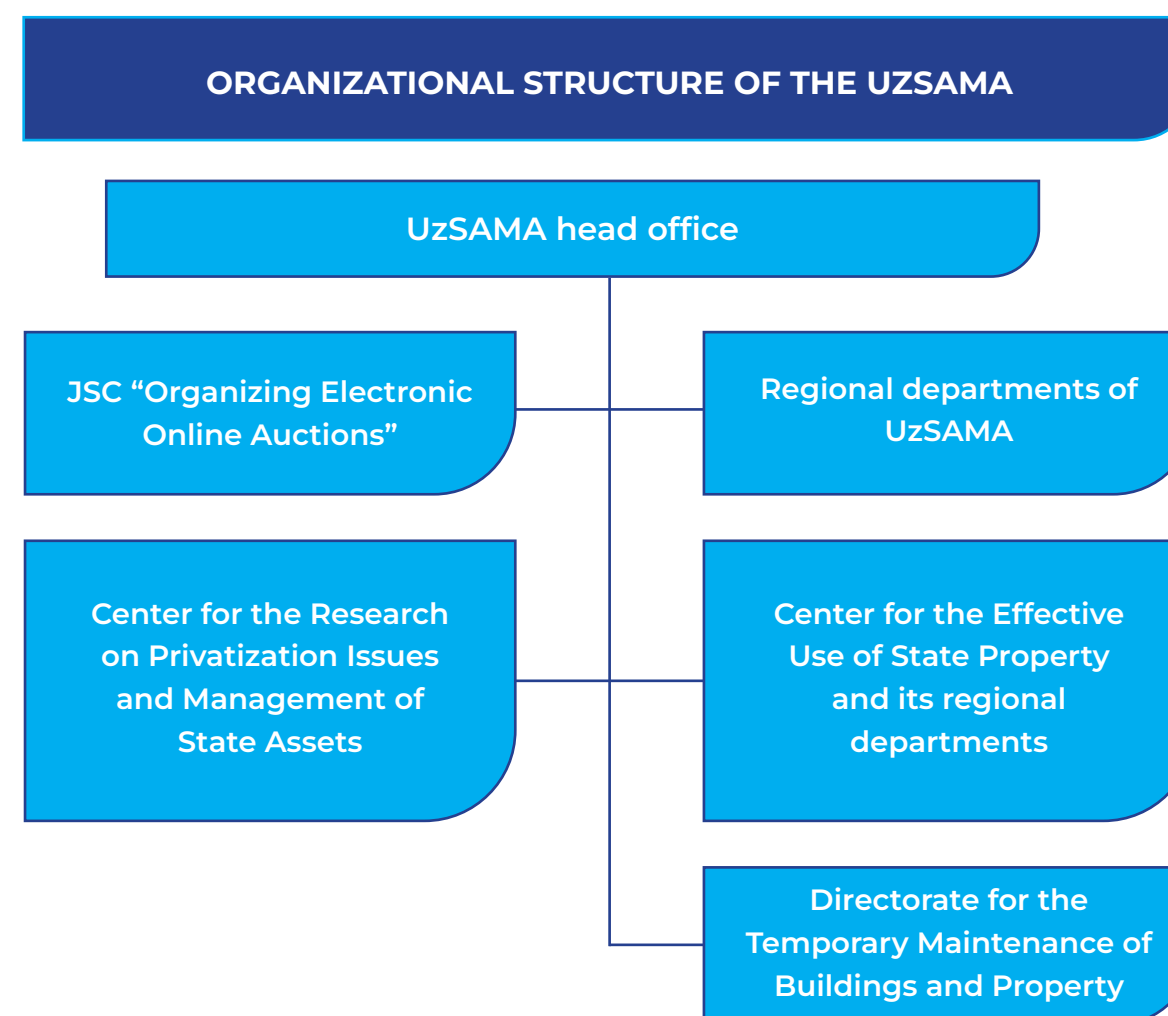 ORGANIZATIONAL STRUCTURE OF THE UZSAMA
UzSAMA head office
JSC “Organizing Electronic
Online Auctions”
Regional departments of
UzSAMA
Center for the Research
on Privatization Issues
and Management of
State Assets
Center for the Effective
Use of State Property
and its regional
departments
Directorate for the
Temporary Maintenance of
Buildings and Property